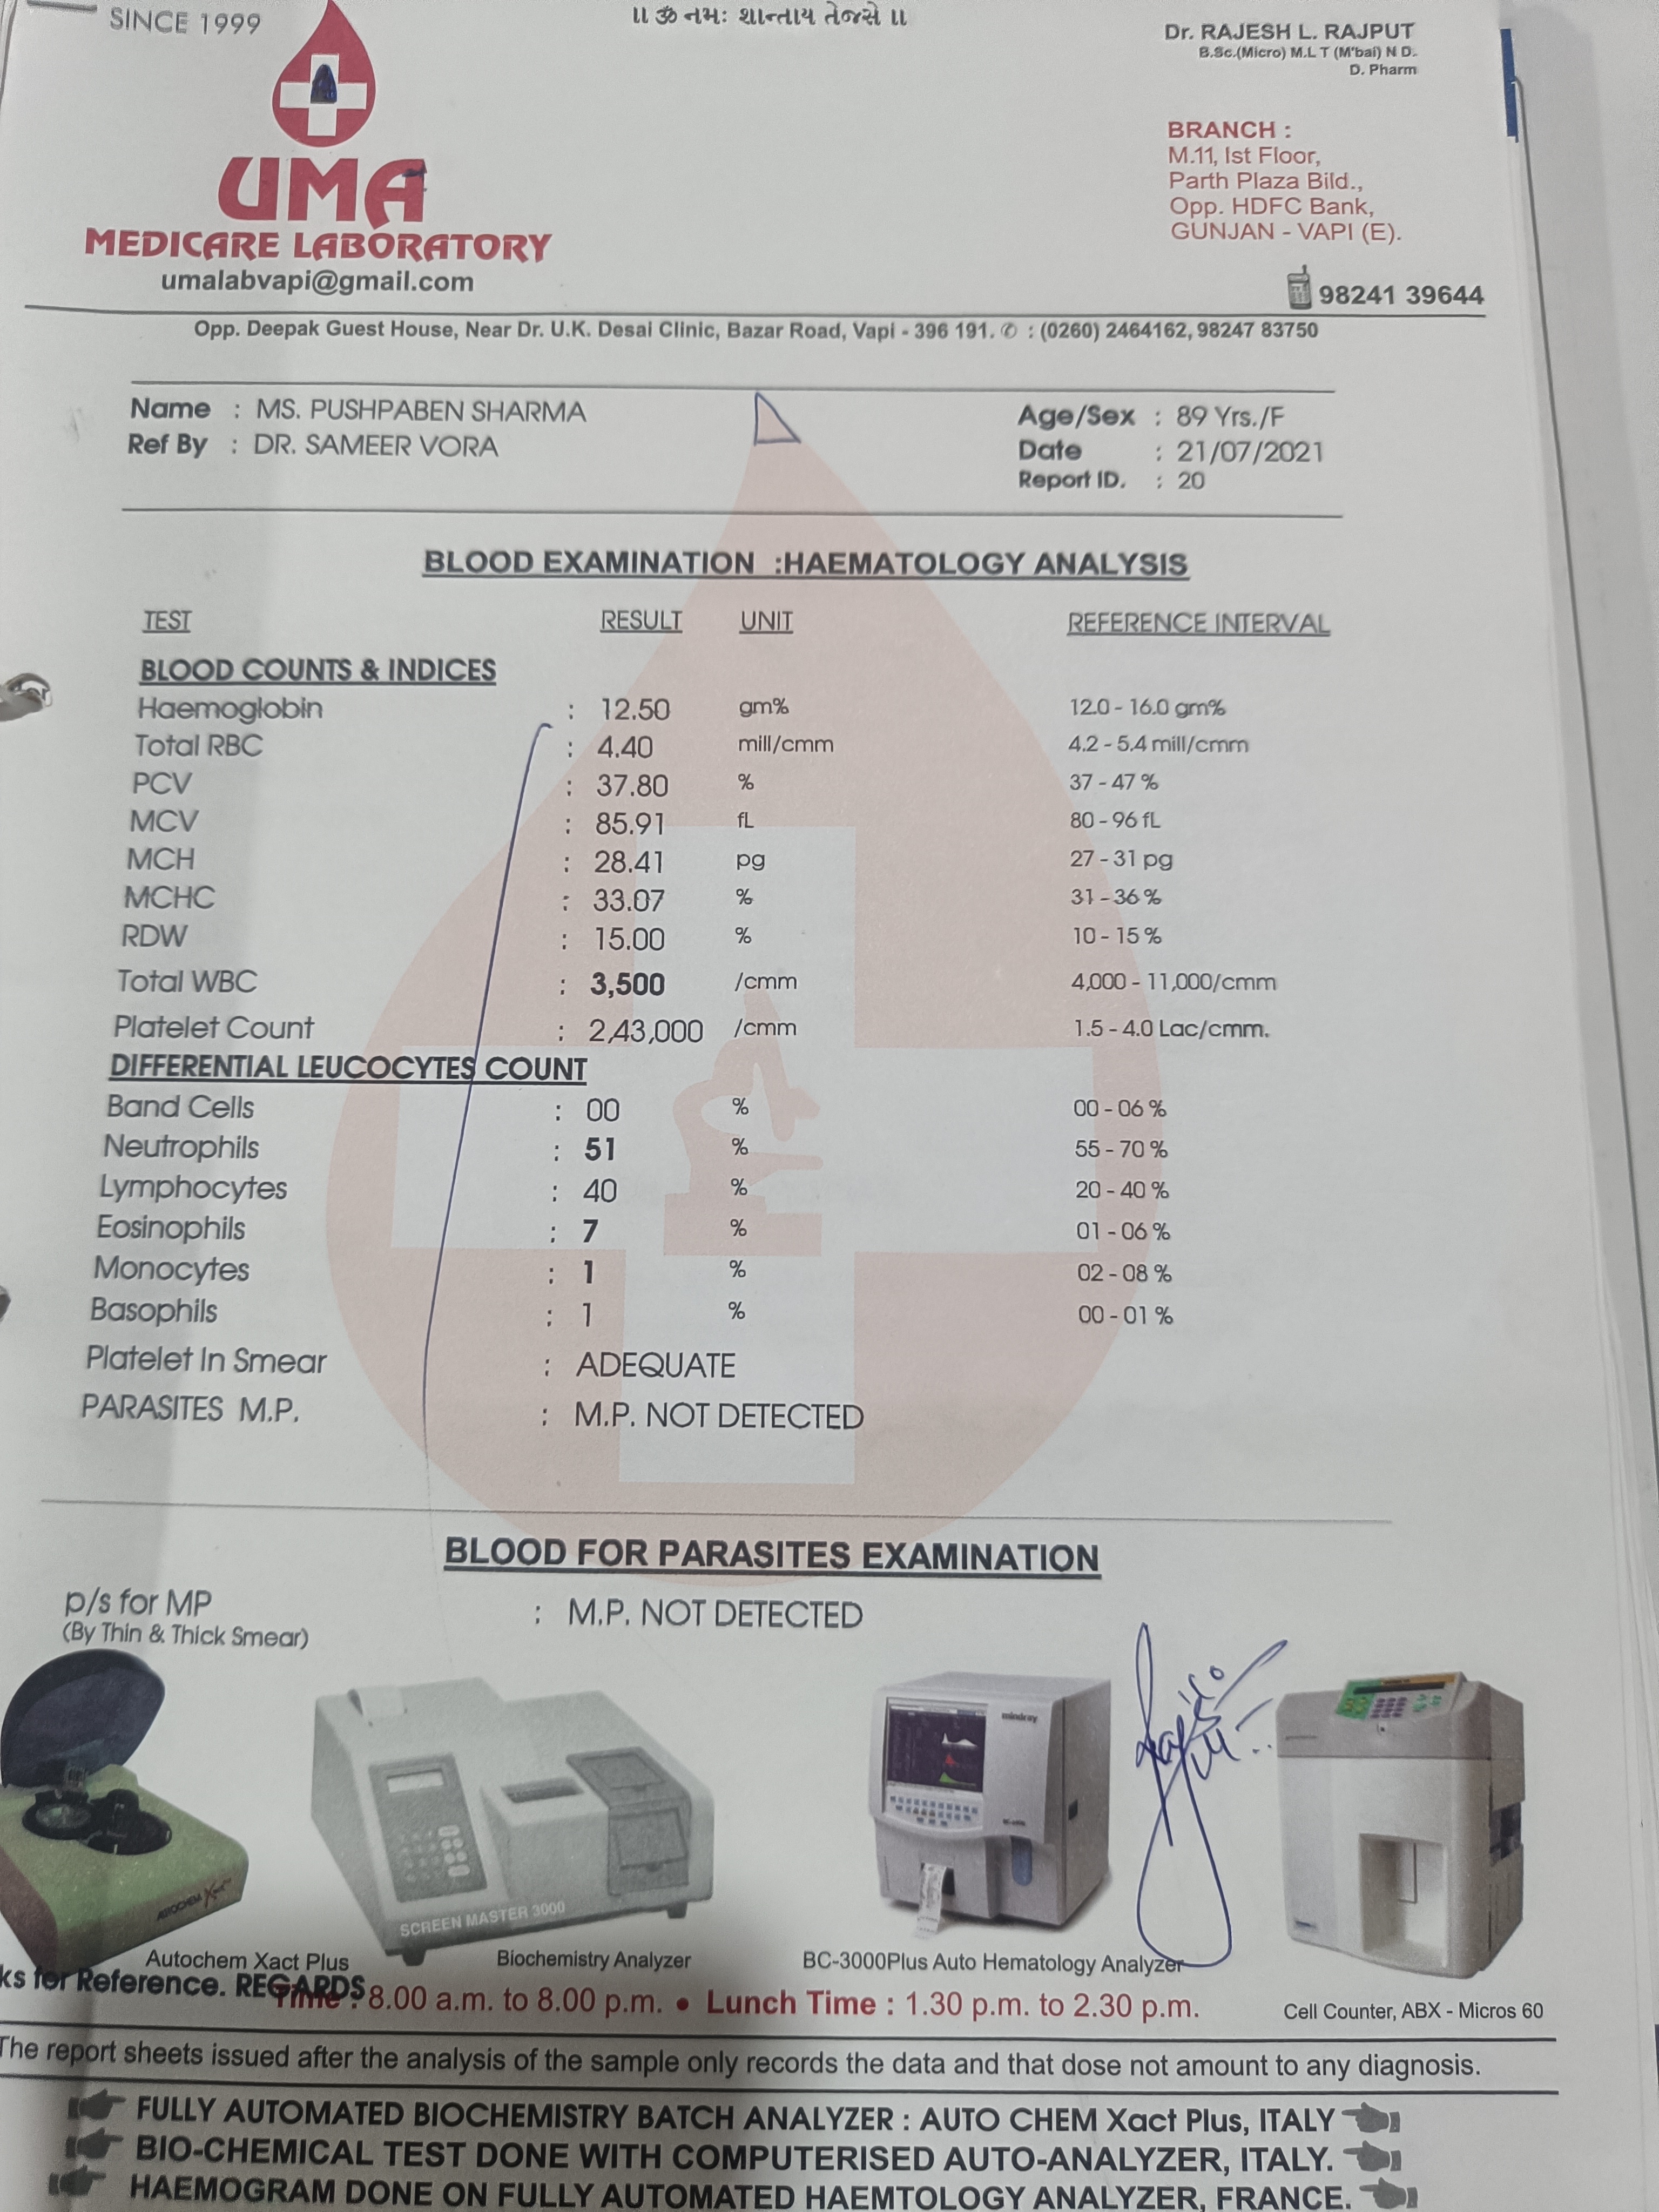 SINCE 1999
॥ ૐ નમઃ શાન્તાય તેજસે ॥
Dr. RAJESH L. RAJPUT
B.Sc.(Micro) M.L T (M'bai) N D.
D. Pharm
UMA
MEDICARE LABORATORY
umalabvapi@gmail.com
BRANCH :
M.11, Ist Floor,
Parth Plaza Bild.,
Opp. HDFC Bank,
GUNJAN - VAPI (E).
98241 39644
Opp. Deepak Guest House, Near Dr. U.K. Desai Clinic, Bazar Road, Vapi - 396 191. ✆ : (0260) 2464162, 98247 83750
Name : MS. PUSHPABEN SHARMA Age/Sex : 89 Yrs./F
Ref By : DR. SAMEER VORA Date : 21/07/2021
Report ID. : 20
BLOOD EXAMINATION :HAEMATOLOGY ANALYSIS
TEST RESULT UNIT REFERENCE INTERVAL
BLOOD COUNTS & INDICES
Haemoglobin : 12.50 gm% 12.0 - 16.0 gm%
Total RBC : 4.40 mill/cmm 4.2 - 5.4 mill/cmm
PCV : 37.80 % 37 - 47 %
MCV : 85.91 fL 80 - 96 fL
MCH : 28.41 pg 27 - 31 pg
MCHC : 33.07 % 31 - 36 %
RDW : 15.00 % 10 - 15 %
Total WBC : 3,500 /cmm 4,000 - 11,000/cmm
Platelet Count : 2,43,000 /cmm 1.5 - 4.0 Lac/cmm.
DIFFERENTIAL LEUCOCYTES COUNT
Band Cells : 00 % 00 - 06 %
Neutrophils : 51 % 55 - 70 %
Lymphocytes : 40 % 20 - 40 %
Eosinophils : 7 % 01 - 06 %
Monocytes : 1 % 02 - 08 %
Basophils : 1 % 00 - 01 %
Platelet In Smear : ADEQUATE
PARASITES M.P. : M.P. NOT DETECTED
BLOOD FOR PARASITES EXAMINATION
p/s for MP : M.P. NOT DETECTED
(By Thin & Thick Smear)
mindray
AUTOCHEM Xact
SCREEN MASTER 3000
Autochem Xact Plus Biochemistry Analyzer BC-3000Plus Auto Hematology Analyzer
ks for Reference. REGARDS
Time : 8.00 a.m. to 8.00 p.m. • Lunch Time : 1.30 p.m. to 2.30 p.m.
Cell Counter, ABX - Micros 60
The report sheets issued after the analysis of the sample only records the data and that dose not amount to any diagnosis.
FULLY AUTOMATED BIOCHEMISTRY BATCH ANALYZER : AUTO CHEM Xact Plus, ITALY
BIO-CHEMICAL TEST DONE WITH COMPUTERISED AUTO-ANALYZER, ITALY.
HAEMOGRAM DONE ON FULLY AUTOMATED HAEMTOLOGY ANALYZER, FRANCE.